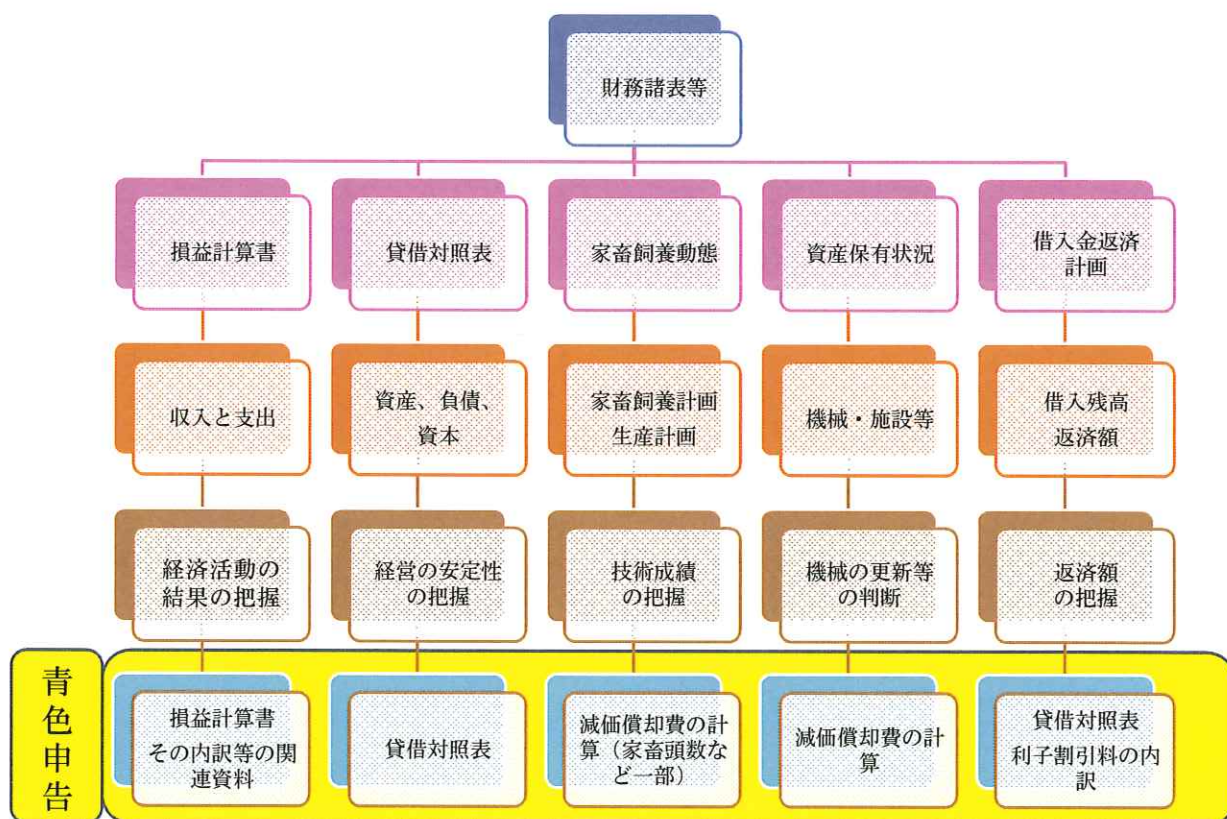 財務諸表等
損益計算書
貸借対照表
家畜飼養動態
資産保有状況
借入金返済
計画
収入と支出
資産、負債、
資本
家畜飼養計画
生産計画
機械・施設等
借入残高
返済額
経済活動の
結果の把握
経営の安定性
の把握
技術成績
の把握
機械の更新等
の判断
返済額
の把握
青色申告
損益計算書
その内訳等の関
連資料
貸借対照表
減価償却費の計
算（家畜頭数な
ど一部）
減価償却費の計
算
貸借対照表
利子割引料の内
訳